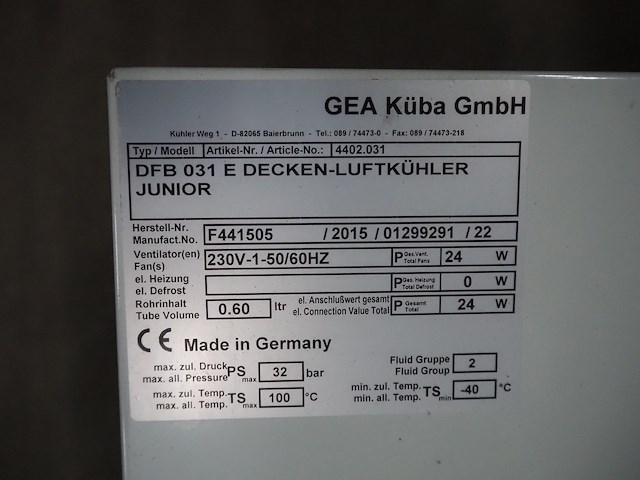 GEA Küba GmbH
Kühler Weg 1 - D-82065 Baierbrunn - Tel.: 089 / 74473-0 - Fax: 089 / 74473-218
Typ / Modell Artikel-Nr. / Article-No.: 4402.031
DFB 031 E DECKEN-LUFTKÜHLER
JUNIOR
Herstell-Nr.
Manufact.No. F441505 / 2015 / 01299291 / 22
Ventilator(en)
Fan(s) 230V-1-50/60HZ P Ges.Vent. Total Fans 24 W
el. Heizung
el. Defrost P Ges. Heizung Total Defrost 0 W
Rohrinhalt
Tube Volume 0.60 ltr
el. Anschlußwert gesamt
el. Connection Value Total P Gesamt Total 24 W
CE Made in Germany
max. zul. Druck
max. all. Pressure PS max 32 bar
Fluid Gruppe
Fluid Group 2
max. zul. Temp.
max. all. Temp. TS max 100 °C
min. zul. Temp.
min. all. Temp. TS min -40 °C